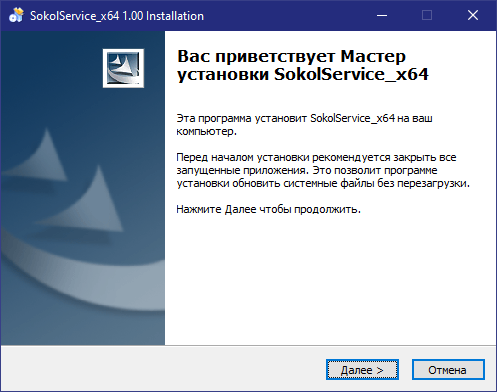 SokolService_x64 1.00 Installation
Вас приветствует Мастер
установки SokolService_x64
Эта программа установит SokolService_x64 на ваш
компьютер.
Перед началом установки рекомендуется закрыть все
запущенные приложения. Это позволит программе
установки обновить системные файлы без перезагрузки.
Нажмите Далее чтобы продолжить.
Далее >
Отмена